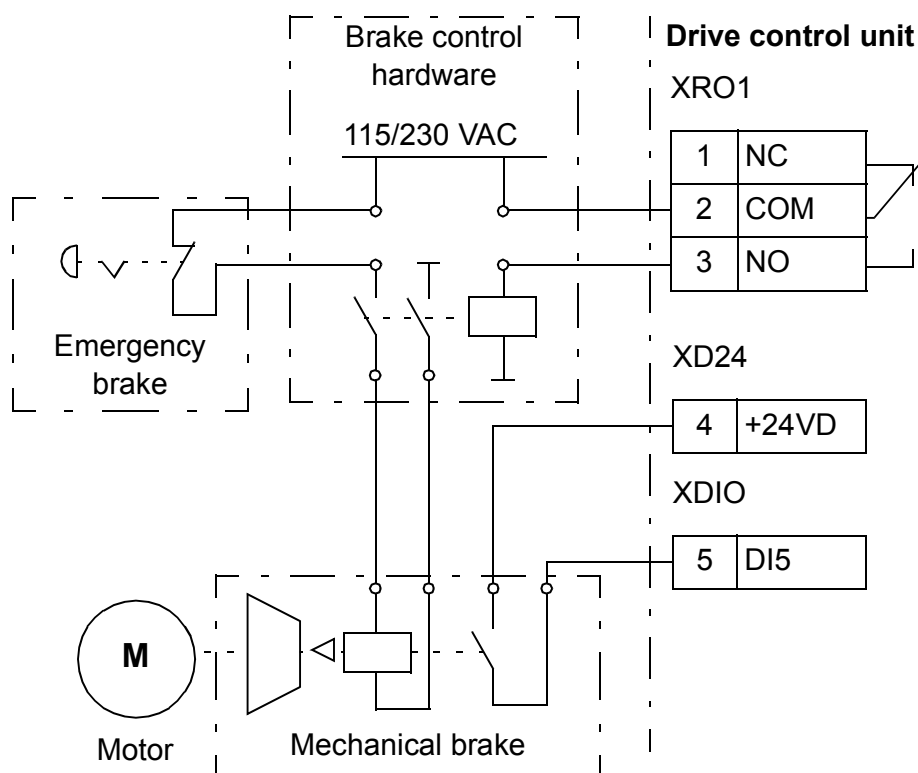 Brake control
hardware
115/230 VAC
Drive control unit
XRO1
1 NC
2 COM
3 NO
Emergency
brake
XD24
4 +24VD
XDIO
5 DI5
M
Motor
Mechanical brake